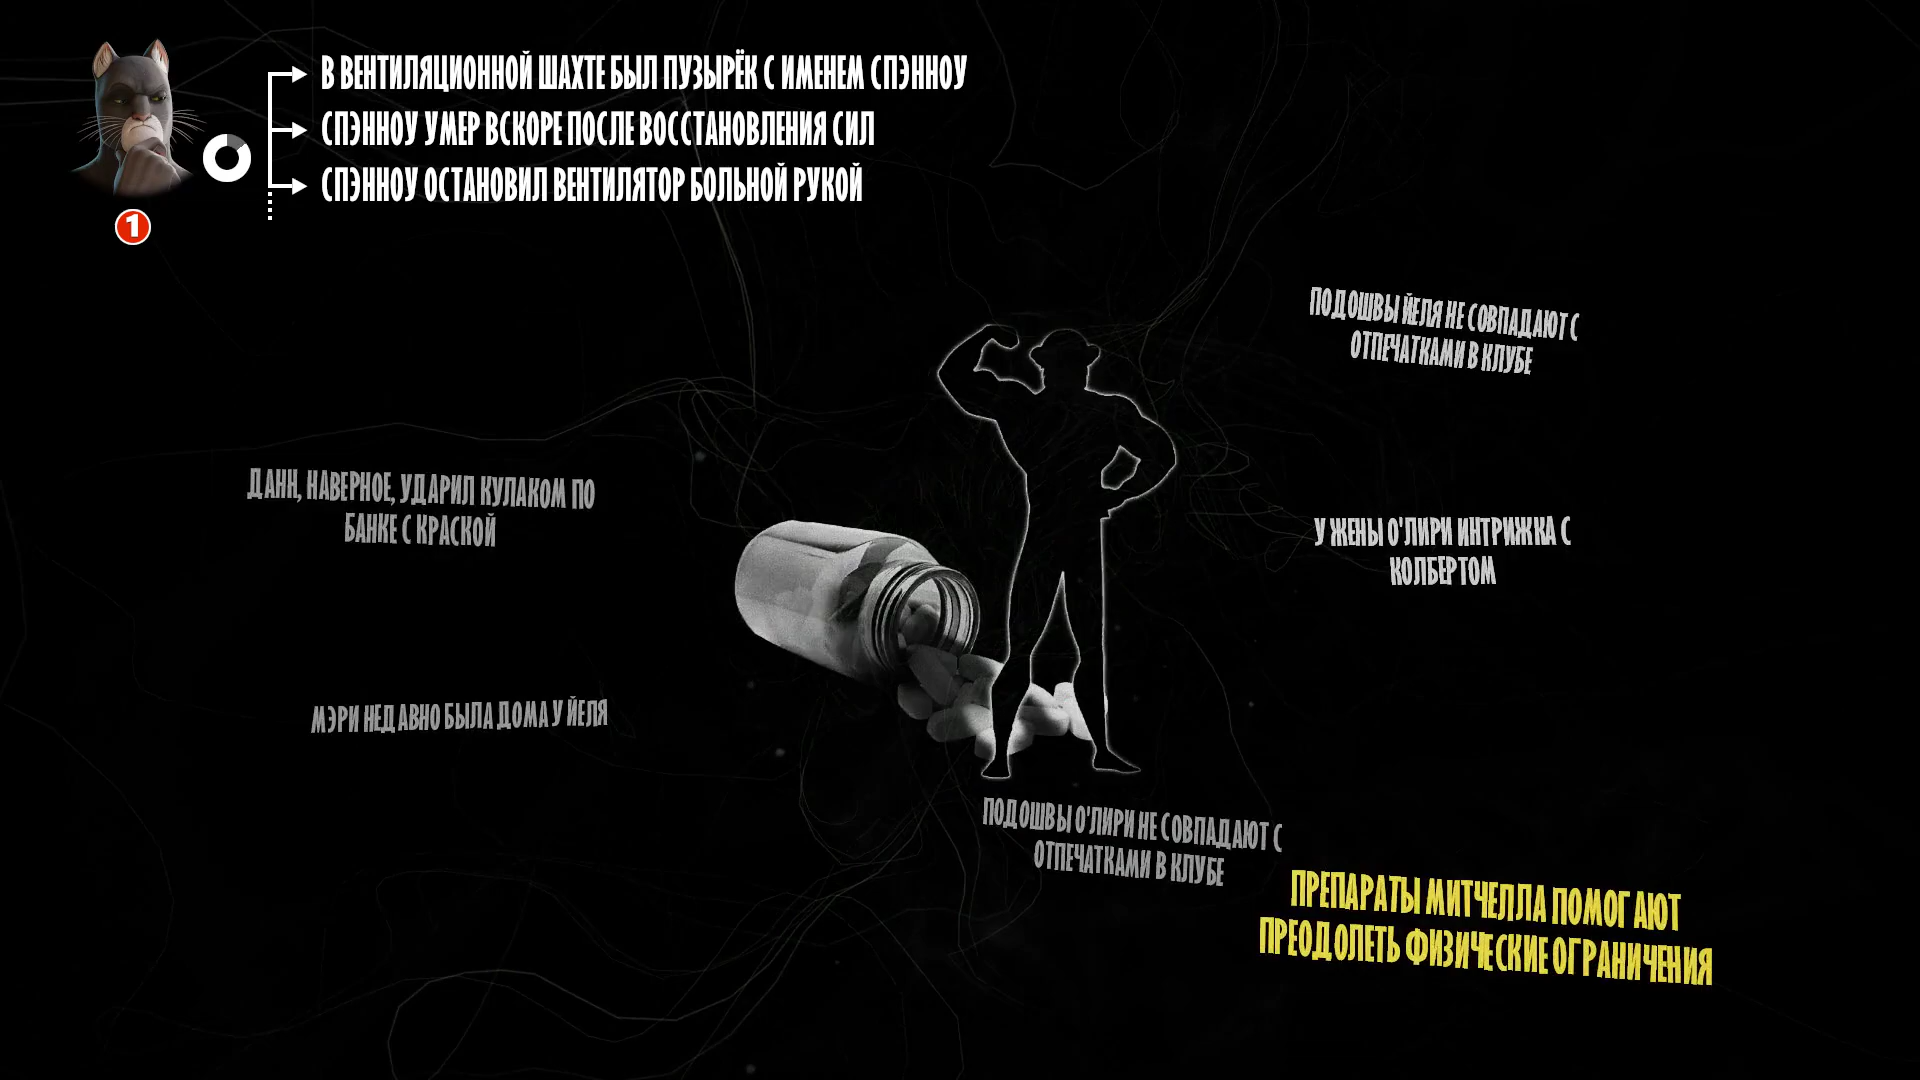 В ВЕНТИЛЯЦИОННОЙ ШАХТЕ БЫЛ ПУЗЫРЁК С ИМЕНЕМ СПЭННОУ
СПЭННОУ УМЕР ВСКОРЕ ПОСЛЕ ВОССТАНОВЛЕНИЯ СИЛ
СПЭННОУ ОСТАНОВИЛ ВЕНТИЛЯТОР БОЛЬНОЙ РУКОЙ
1
ПОДОШВЫ ЙЕЛЯ НЕ СОВПАДАЮТ С
ОТПЕЧАТКАМИ В КЛУБЕ
ДАНН, НАВЕРНОЕ, УДАРИЛ КУЛАКОМ ПО
БАНКЕ С КРАСКОЙ
У ЖЕНЫ О'ЛИРИ ИНТРИЖКА С
КОЛБЕРТОМ
МЭРИ НЕДАВНО БЫЛА ДОМА У ЙЕЛЯ
ПОДОШВЫ О'ЛИРИ НЕ СОВПАДАЮТ С
ОТПЕЧАТКАМИ В КЛУБЕ
ПРЕПАРАТЫ МИТЧЕЛЛА ПОМОГАЮТ
ПРЕОДОЛЕТЬ ФИЗИЧЕСКИЕ ОГРАНИЧЕНИЯ